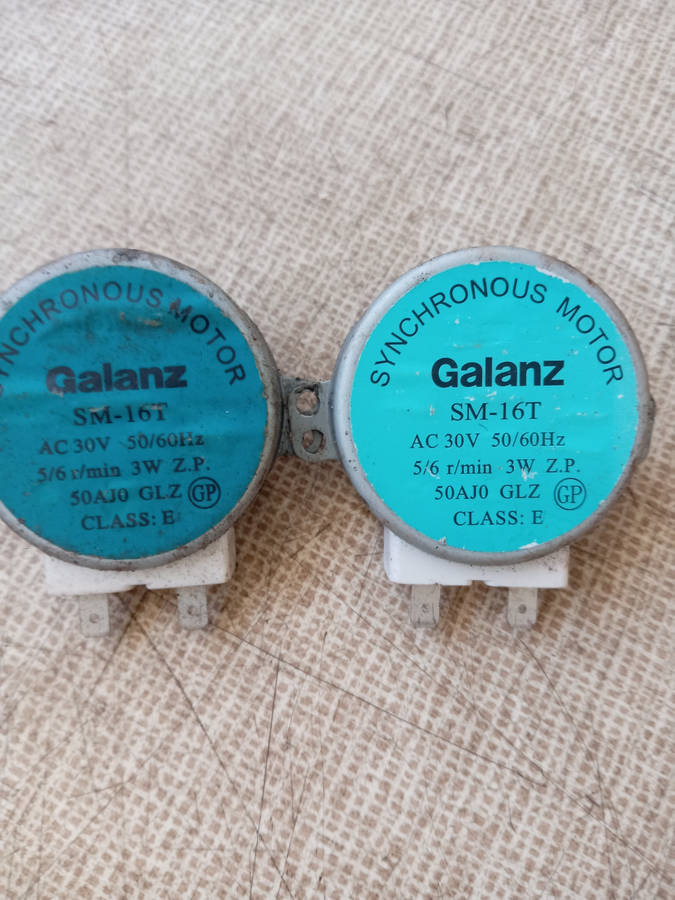 SYNCHRONOUS MOTOR
Galanz
SM-16T
AC 30V 50/60Hz
5/6 r/min 3W Z.P.
50AJ0 GLZ GP
CLASS: E
SYNCHRONOUS MOTOR
Galanz
SM-16T
AC 30V 50/60Hz
5/6 r/min 3W Z.P.
50AJ0 GLZ GP
CLASS: E